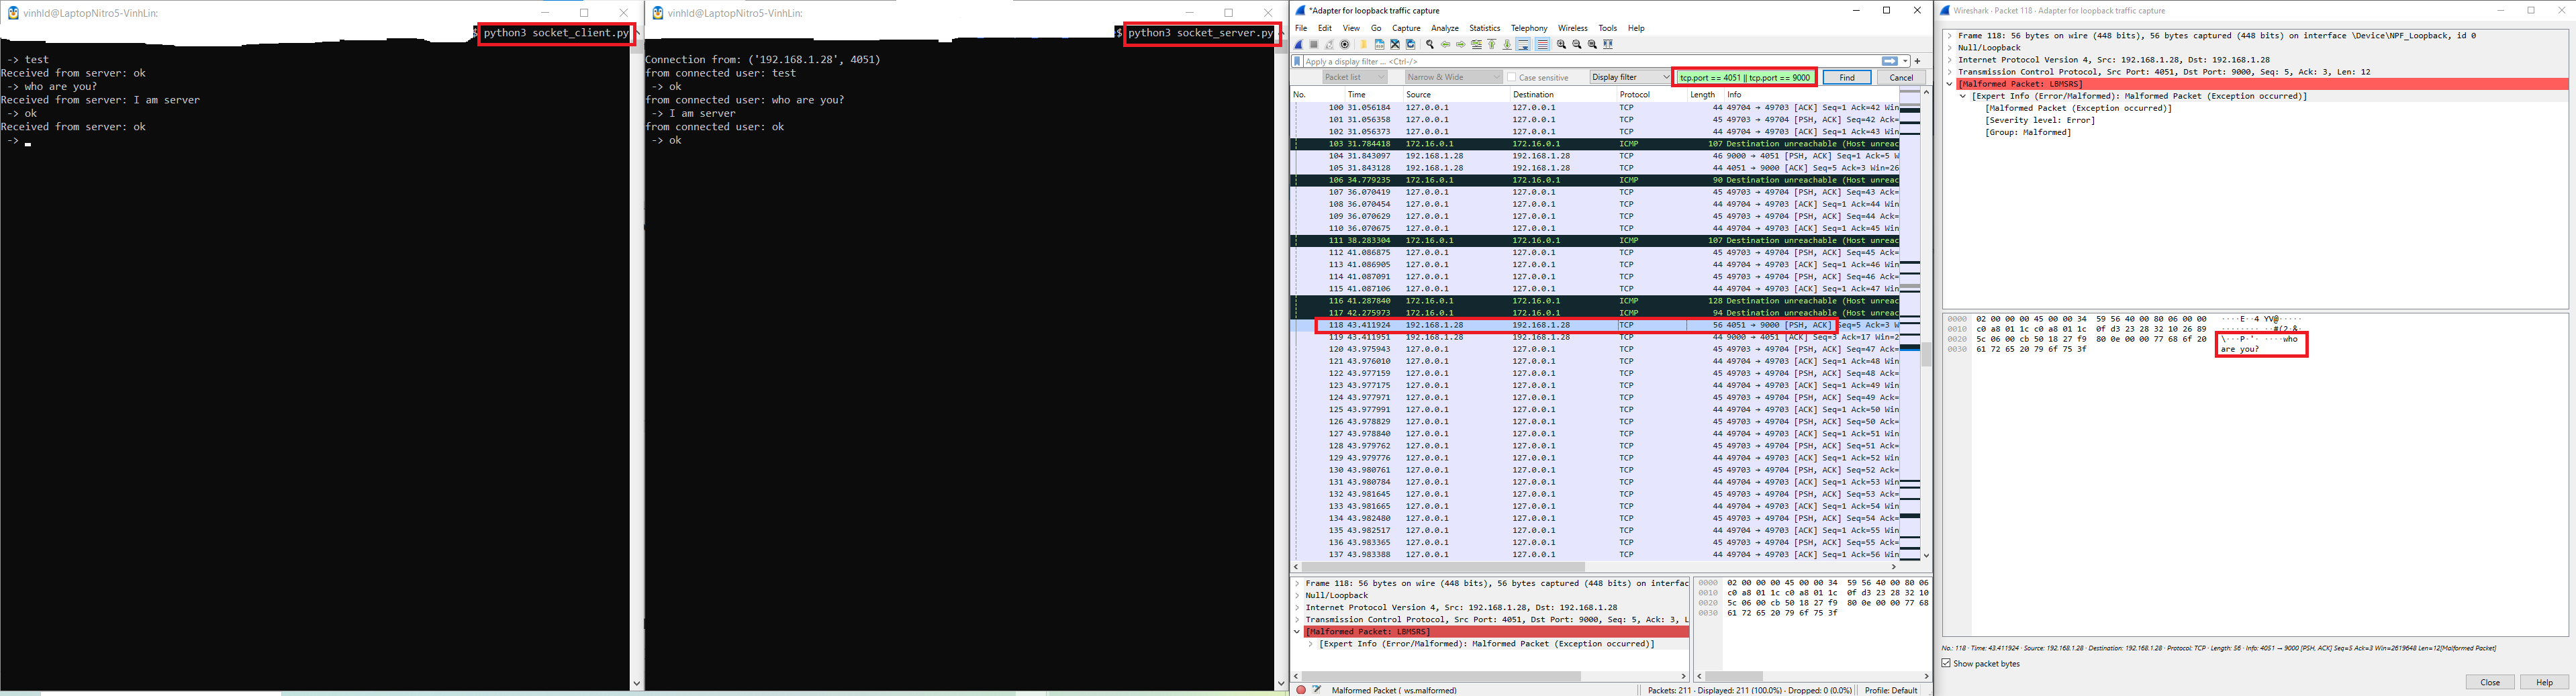 vinhld@LaptopNitro5-VinhLin:
$ python3 socket_client.py
-> test
Received from server: ok
-> who are you?
Received from server: I am server
-> ok
Received from server: ok
->
vinhld@LaptopNitro5-VinhLin:
$ python3 socket_server.py
Connection from: ('192.168.1.28', 4051)
from connected user: test
-> ok
from connected user: who are you?
-> I am server
from connected user: ok
-> ok
*Adapter for loopback traffic capture
File Edit View Go Capture Analyze Statistics Telephony Wireless Tools Help
Apply a display filter ... <Ctrl-/>
Packet list Narrow & Wide Case sensitive Display filter tcp.port == 4051 || tcp.port == 9000 Find Cancel
No. Time Source Destination Protocol Length Info
100 31.056184 127.0.0.1 127.0.0.1 TCP 44 49704 → 49703 [ACK] Seq=1 Ack=42 Win
101 31.056358 127.0.0.1 127.0.0.1 TCP 45 49703 → 49704 [PSH, ACK] Seq=42 Ack=
102 31.056373 127.0.0.1 127.0.0.1 TCP 44 49704 → 49703 [ACK] Seq=1 Ack=43 Win
103 31.784418 172.16.0.1 172.16.0.1 ICMP 107 Destination unreachable (Host unreac
104 31.843097 192.168.1.28 192.168.1.28 TCP 46 9000 → 4051 [PSH, ACK] Seq=1 Ack=5 W
105 31.843128 192.168.1.28 192.168.1.28 TCP 44 4051 → 9000 [ACK] Seq=5 Ack=3 Win=26
106 34.779235 172.16.0.1 172.16.0.1 ICMP 90 Destination unreachable (Host unreac
107 36.070419 127.0.0.1 127.0.0.1 TCP 45 49703 → 49704 [PSH, ACK] Seq=43 Ack=
108 36.070454 127.0.0.1 127.0.0.1 TCP 44 49704 → 49703 [ACK] Seq=1 Ack=44 Win
109 36.070629 127.0.0.1 127.0.0.1 TCP 45 49703 → 49704 [PSH, ACK] Seq=44 Ack=
110 36.070675 127.0.0.1 127.0.0.1 TCP 44 49704 → 49703 [ACK] Seq=1 Ack=45 Win
111 38.283304 172.16.0.1 172.16.0.1 ICMP 107 Destination unreachable (Host unreac
112 41.086875 127.0.0.1 127.0.0.1 TCP 45 49703 → 49704 [PSH, ACK] Seq=45 Ack=
113 41.086905 127.0.0.1 127.0.0.1 TCP 44 49704 → 49703 [ACK] Seq=1 Ack=46 Win
114 41.087091 127.0.0.1 127.0.0.1 TCP 45 49703 → 49704 [PSH, ACK] Seq=46 Ack=
115 41.087106 127.0.0.1 127.0.0.1 TCP 44 49704 → 49703 [ACK] Seq=1 Ack=47 Win
116 41.287840 172.16.0.1 172.16.0.1 ICMP 128 Destination unreachable (Host unreac
117 42.275973 172.16.0.1 172.16.0.1 ICMP 94 Destination unreachable (Host unreac
118 43.411924 192.168.1.28 192.168.1.28 TCP 56 4051 → 9000 [PSH, ACK] Seq=5 Ack=3 W
119 43.411951 192.168.1.28 192.168.1.28 TCP 44 9000 → 4051 [ACK] Seq=3 Ack=17 Win=2
120 43.975943 127.0.0.1 127.0.0.1 TCP 45 49703 → 49704 [PSH, ACK] Seq=47 Ack=
121 43.976010 127.0.0.1 127.0.0.1 TCP 44 49704 → 49703 [ACK] Seq=1 Ack=48 Win
122 43.977159 127.0.0.1 127.0.0.1 TCP 45 49703 → 49704 [PSH, ACK] Seq=48 Ack=
123 43.977175 127.0.0.1 127.0.0.1 TCP 44 49704 → 49703 [ACK] Seq=1 Ack=49 Win
124 43.977971 127.0.0.1 127.0.0.1 TCP 45 49703 → 49704 [PSH, ACK] Seq=49 Ack=
125 43.977991 127.0.0.1 127.0.0.1 TCP 44 49704 → 49703 [ACK] Seq=1 Ack=50 Win
126 43.978829 127.0.0.1 127.0.0.1 TCP 45 49703 → 49704 [PSH, ACK] Seq=50 Ack=
127 43.978840 127.0.0.1 127.0.0.1 TCP 44 49704 → 49703 [ACK] Seq=1 Ack=51 Win
128 43.979762 127.0.0.1 127.0.0.1 TCP 45 49703 → 49704 [PSH, ACK] Seq=51 Ack=
129 43.979776 127.0.0.1 127.0.0.1 TCP 44 49704 → 49703 [ACK] Seq=1 Ack=52 Win
130 43.980761 127.0.0.1 127.0.0.1 TCP 45 49703 → 49704 [PSH, ACK] Seq=52 Ack=
131 43.980784 127.0.0.1 127.0.0.1 TCP 44 49704 → 49703 [ACK] Seq=1 Ack=53 Win
132 43.981645 127.0.0.1 127.0.0.1 TCP 45 49703 → 49704 [PSH, ACK] Seq=53 Ack=
133 43.981665 127.0.0.1 127.0.0.1 TCP 44 49704 → 49703 [ACK] Seq=1 Ack=54 Win
134 43.982480 127.0.0.1 127.0.0.1 TCP 45 49703 → 49704 [PSH, ACK] Seq=54 Ack=
135 43.982517 127.0.0.1 127.0.0.1 TCP 44 49704 → 49703 [ACK] Seq=1 Ack=55 Win
136 43.983365 127.0.0.1 127.0.0.1 TCP 45 49703 → 49704 [PSH, ACK] Seq=55 Ack=
137 43.983388 127.0.0.1 127.0.0.1 TCP 44 49704 → 49703 [ACK] Seq=1 Ack=56 Win
Frame 118: 56 bytes on wire (448 bits), 56 bytes captured (448 bits) on interfac
Null/Loopback
Internet Protocol Version 4, Src: 192.168.1.28, Dst: 192.168.1.28
Transmission Control Protocol, Src Port: 4051, Dst Port: 9000, Seq: 5, Ack: 3, L
[Malformed Packet: LBMSRS]
[Expert Info (Error/Malformed): Malformed Packet (Exception occurred)]
0000 02 00 00 00 45 00 00 34 59 56 40 00 80 06
0010 c0 a8 01 1c c0 a8 01 1c 0f d3 23 28 32 10
0020 5c 06 00 cb 50 18 27 f9 80 0e 00 00 77 68
0030 61 72 65 20 79 6f 75 3f
Malformed Packet (_ws.malformed) Packets: 211 · Displayed: 211 (100.0%) · Dropped: 0 (0.0%) Profile: Default
Wireshark · Packet 118 · Adapter for loopback traffic capture
Frame 118: 56 bytes on wire (448 bits), 56 bytes captured (448 bits) on interface \Device\NPF_Loopback, id 0
Null/Loopback
Internet Protocol Version 4, Src: 192.168.1.28, Dst: 192.168.1.28
Transmission Control Protocol, Src Port: 4051, Dst Port: 9000, Seq: 5, Ack: 3, Len: 12
[Malformed Packet: LBMSRS]
[Expert Info (Error/Malformed): Malformed Packet (Exception occurred)]
[Malformed Packet (Exception occurred)]
[Severity level: Error]
[Group: Malformed]
0000 02 00 00 00 45 00 00 34 59 56 40 00 80 06 00 00 ····E··4 YV@·····
0010 c0 a8 01 1c c0 a8 01 1c 0f d3 23 28 32 10 26 89 ········ ··#(2·&·
0020 5c 06 00 cb 50 18 27 f9 80 0e 00 00 77 68 6f 20 \···P·'· ····who
0030 61 72 65 20 79 6f 75 3f are you?
No.: 118 · Time: 43.411924 · Source: 192.168.1.28 · Destination: 192.168.1.28 · Protocol: TCP · Length: 56 · Info: 4051 → 9000 [PSH, ACK] Seq=5 Ack=3 Win=2619648 Len=12[Malformed Packet]
Show packet bytes
Close Help